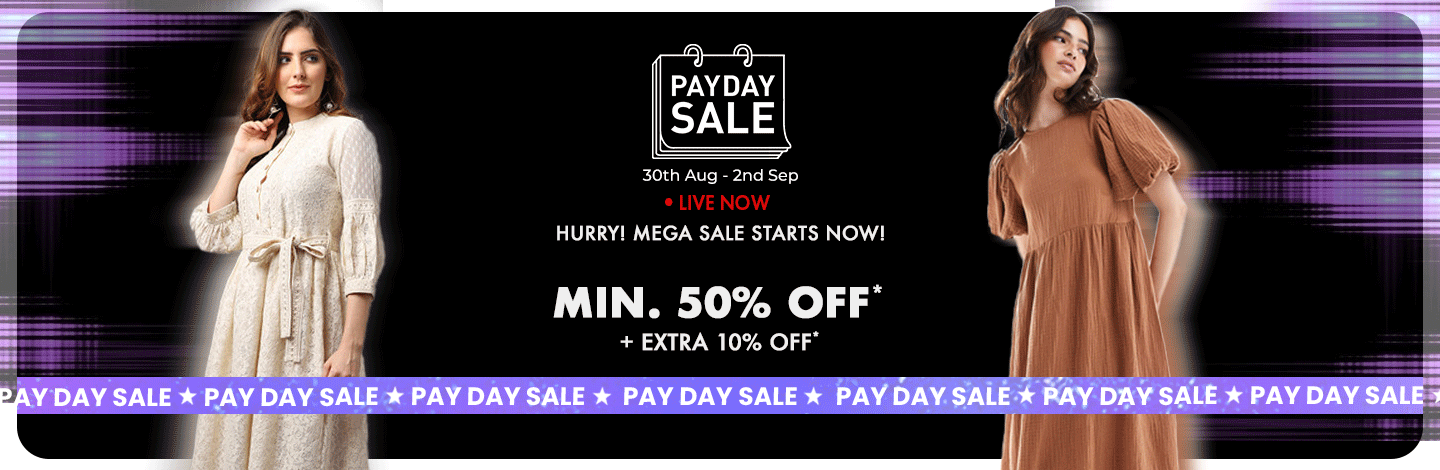 PAYDAY
SALE
30th Aug - 2nd Sep
• LIVE NOW
HURRY! MEGA SALE STARTS NOW!
MIN. 50% OFF*
+ EXTRA 10% OFF*
PAY DAY SALE ★ PAY DAY SALE ★ PAY DAY SALE ★ PAY DAY SALE ★ PAY DAY SALE ★ PAY DAY SALE ★ PAY DAY SALE ★